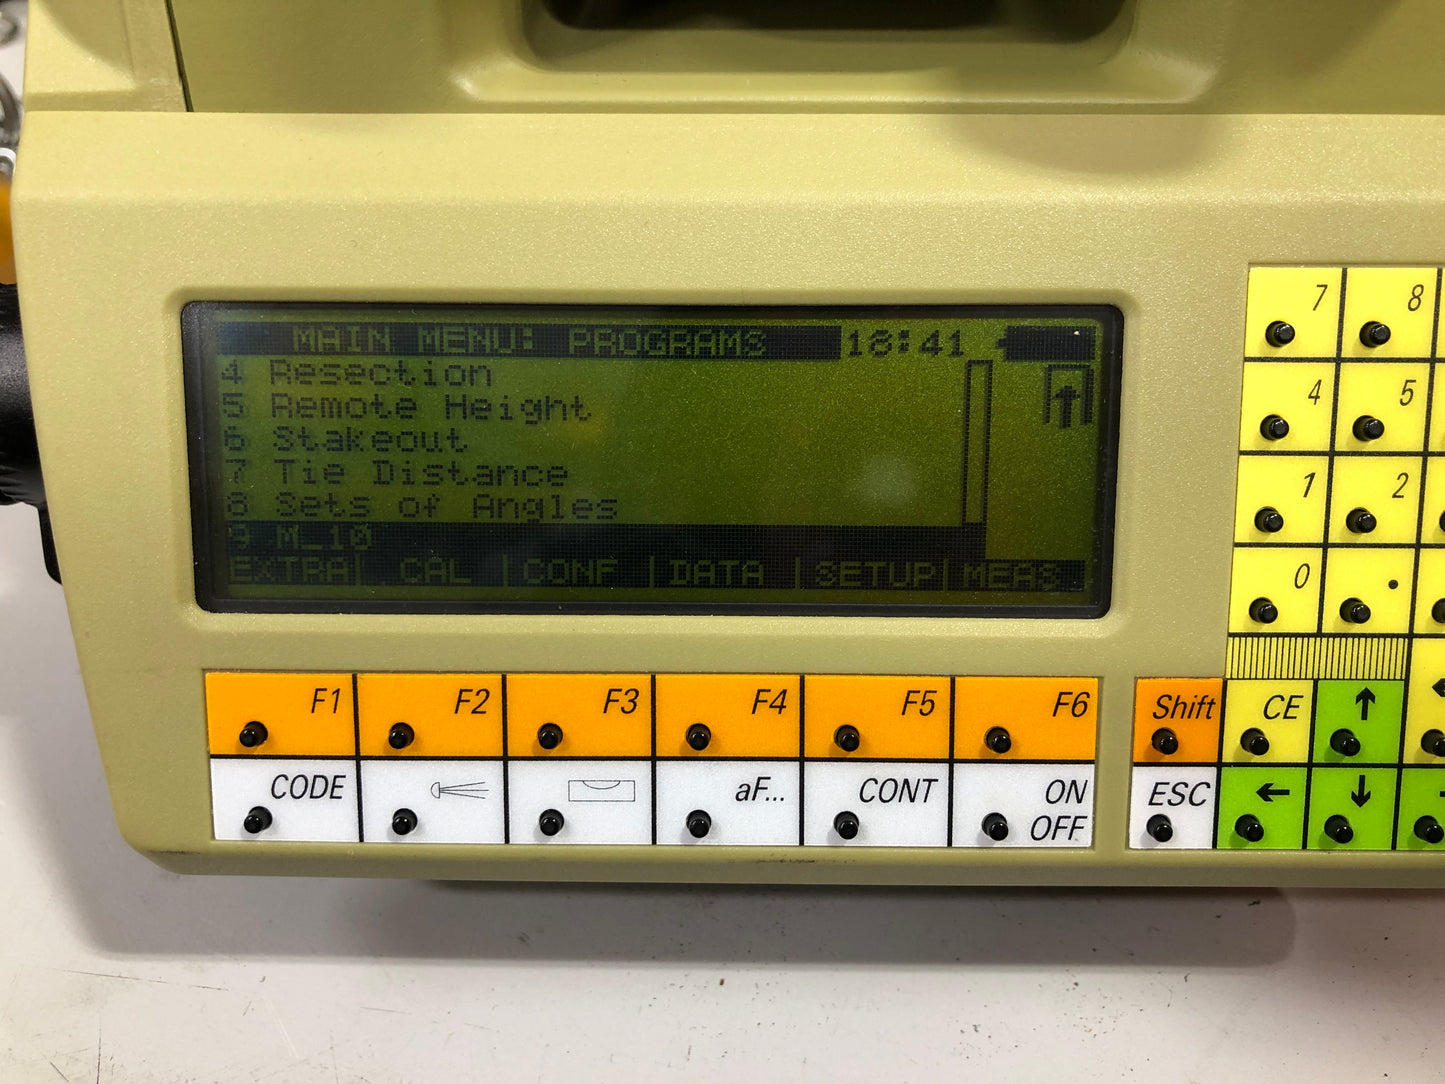 MAIN MENU: PROGRAMS 18:41
4 Resection
5 Remote Height
6 Stakeout
7 Tie Distance
8 Sets of Angles
9 M_10
EXTRA| CAL |CONF |DATA |SETUP|MEAS
F1 F2 F3 F4 F5 F6
CODE aF... CONT ON OFF
7 8
4 5
1 2
0 .
Shift CE ↑
ESC ← ↓